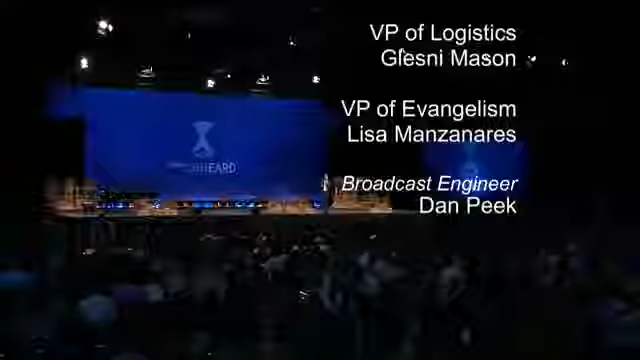 VP of Logistics
Glesni Mason
VP of Evangelism
Lisa Manzanares
Broadcast Engineer
Dan Peek